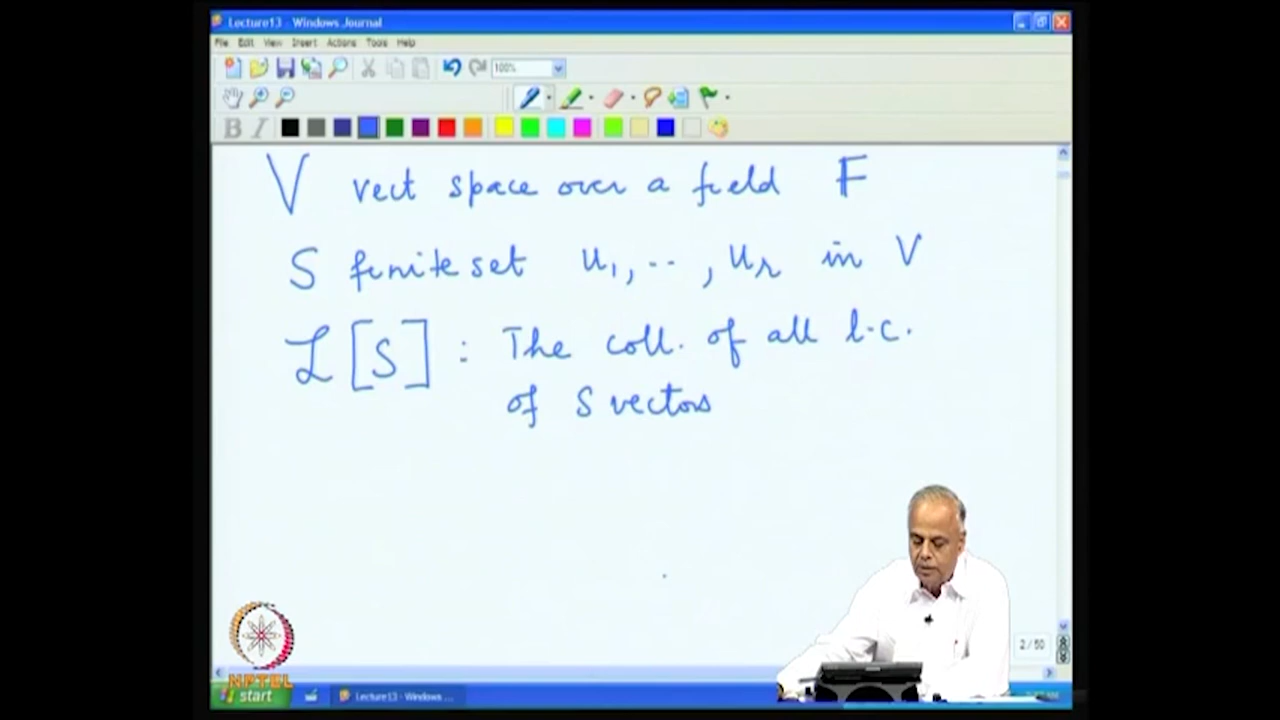 Lecture13 - Windows Journal
File Edit View Insert Actions Tools Help
100%
B I
V vect space over a field F
S finite set u₁, ‑‑, uᵣ in V
ℒ[S] : The coll. of all l.c.
of S vectors
2 / 50
NPTEL
start Lecture13 - Windows ...